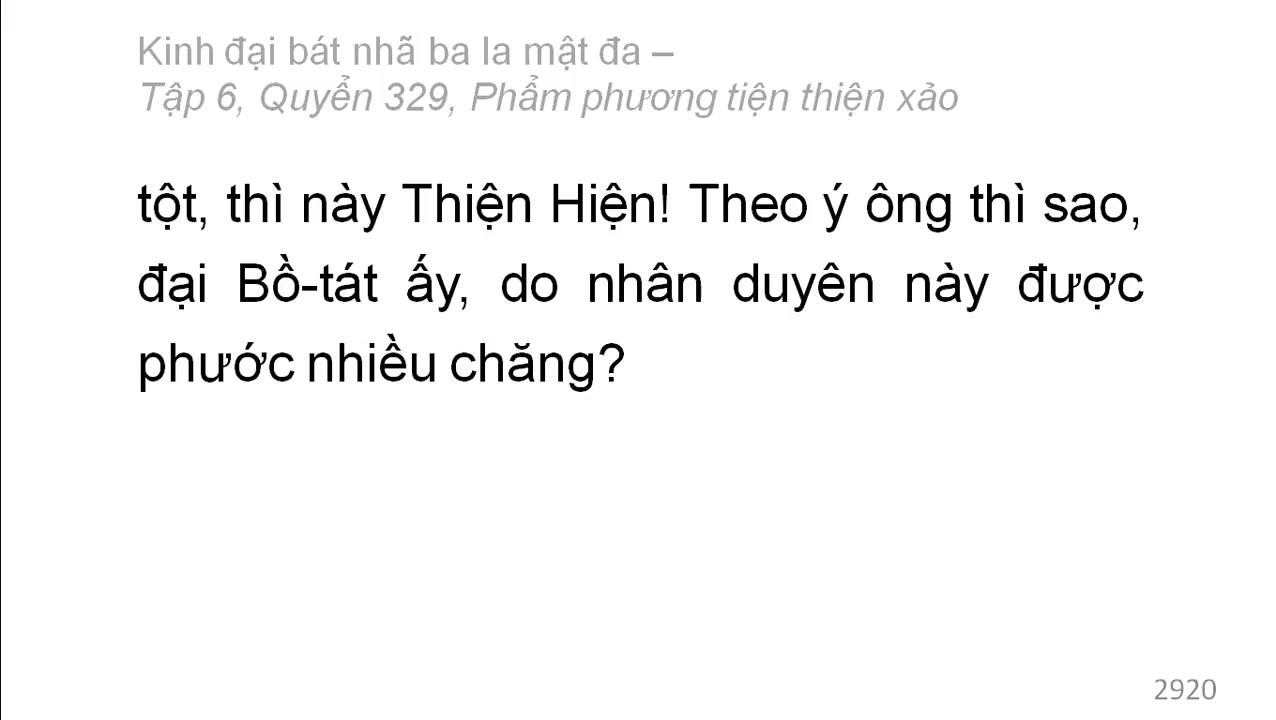 Kinh đại bát nhã ba la mật đa –
Tập 6, Quyển 329, Phẩm phương tiện thiện xảo
tột, thì này Thiện Hiện! Theo ý ông thì sao,
đại Bồ-tát ấy, do nhân duyên này được
phước nhiều chăng?
2920